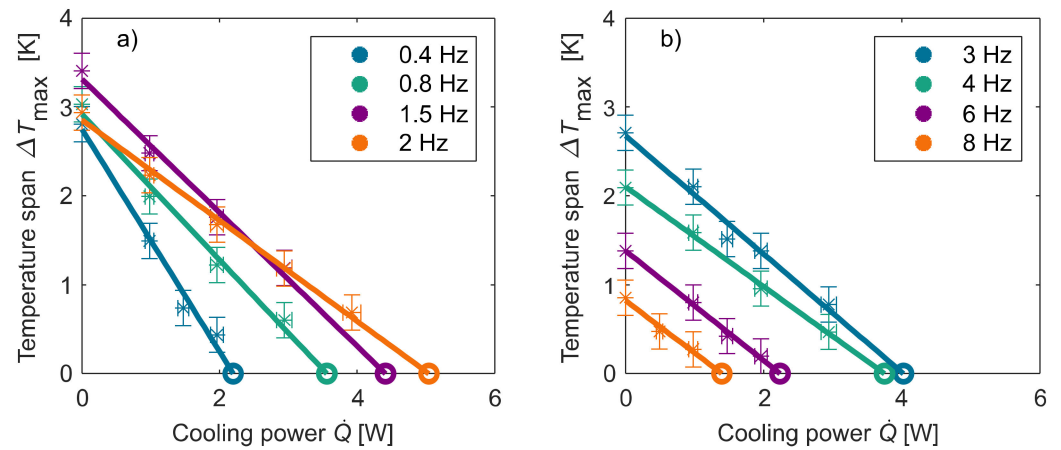 a)
0.4 Hz
0.8 Hz
1.5 Hz
2 Hz
4
3
2
1
0
0 2 4 6
Temperature span ΔT_max [K]
Cooling power Q̇ [W]
b)
3 Hz
4 Hz
6 Hz
8 Hz
4
3
2
1
0
0 2 4 6
Temperature span ΔT_max [K]
Cooling power Q̇ [W]